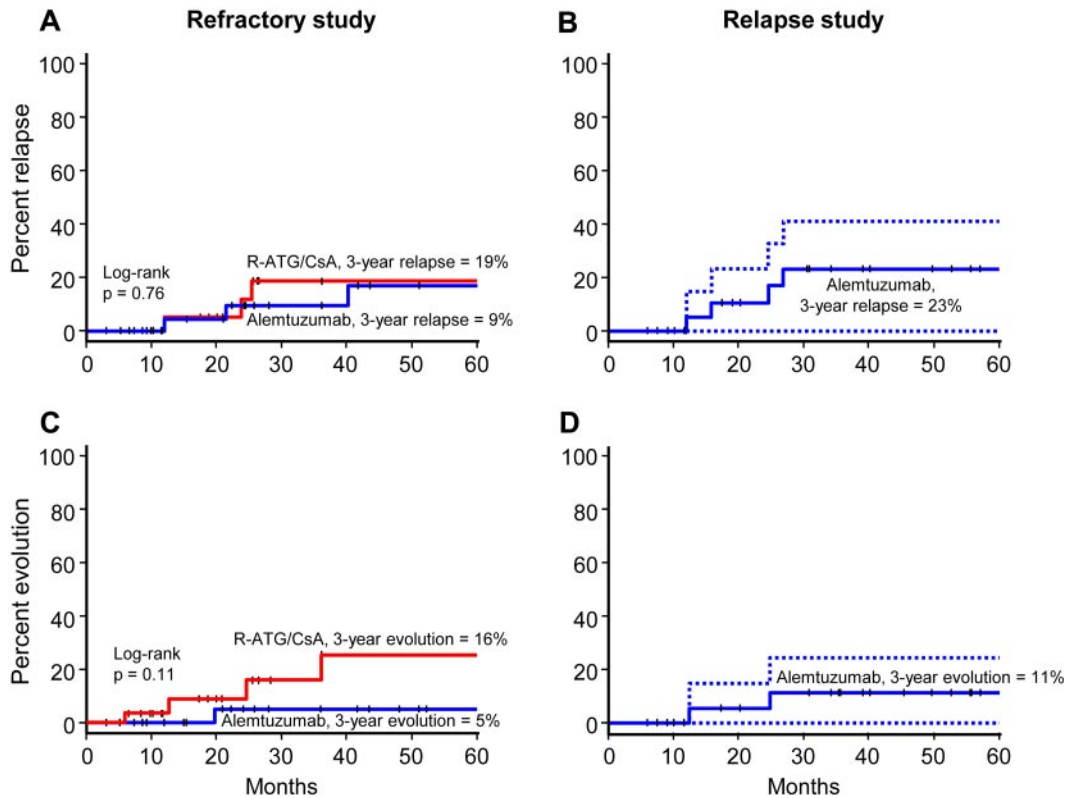 A
Refractory study
B
Relapse study
Percent relapse
100
80
60
40
20
0
R-ATG/CsA, 3-year relapse = 19%
Log-rank
p = 0.76
Alemtuzumab, 3-year relapse = 9%
0 10 20 30 40 50 60
100
80
60
40
20
0
Alemtuzumab,
3-year relapse = 23%
0 10 20 30 40 50 60
C
Percent evolution
100
80
60
40
20
0
R-ATG/CsA, 3-year evolution = 16%
Log-rank
p = 0.11
Alemtuzumab, 3-year evolution = 5%
0 10 20 30 40 50 60
Months
D
100
80
60
40
20
0
Alemtuzumab, 3-year evolution = 11%
0 10 20 30 40 50 60
Months